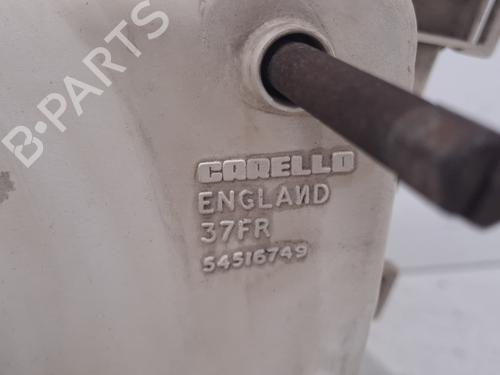 B-PARTS
CARELLO
ENGLAND
37FR
54516749